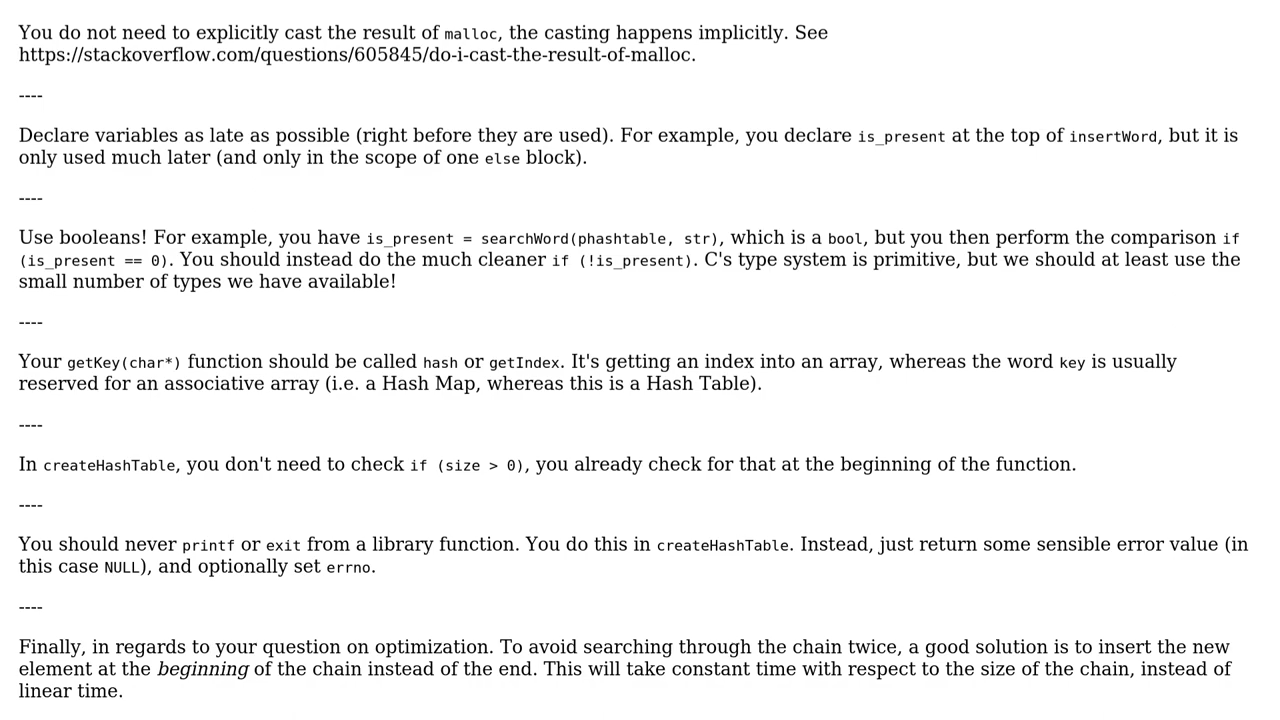 You do not need to explicitly cast the result of malloc, the casting happens implicitly. See
https://stackoverflow.com/questions/605845/do-i-cast-the-result-of-malloc.
----
Declare variables as late as possible (right before they are used). For example, you declare is_present at the top of insertWord, but it is
only used much later (and only in the scope of one else block).
----
Use booleans! For example, you have is_present = searchWord(phashtable, str), which is a bool, but you then perform the comparison if
(is_present == 0). You should instead do the much cleaner if (!is_present). C's type system is primitive, but we should at least use the
small number of types we have available!
----
Your getKey(char*) function should be called hash or getIndex. It's getting an index into an array, whereas the word key is usually
reserved for an associative array (i.e. a Hash Map, whereas this is a Hash Table).
----
In createHashTable, you don't need to check if (size > 0), you already check for that at the beginning of the function.
----
You should never printf or exit from a library function. You do this in createHashTable. Instead, just return some sensible error value (in
this case NULL), and optionally set errno.
----
Finally, in regards to your question on optimization. To avoid searching through the chain twice, a good solution is to insert the new
element at the beginning of the chain instead of the end. This will take constant time with respect to the size of the chain, instead of
linear time.